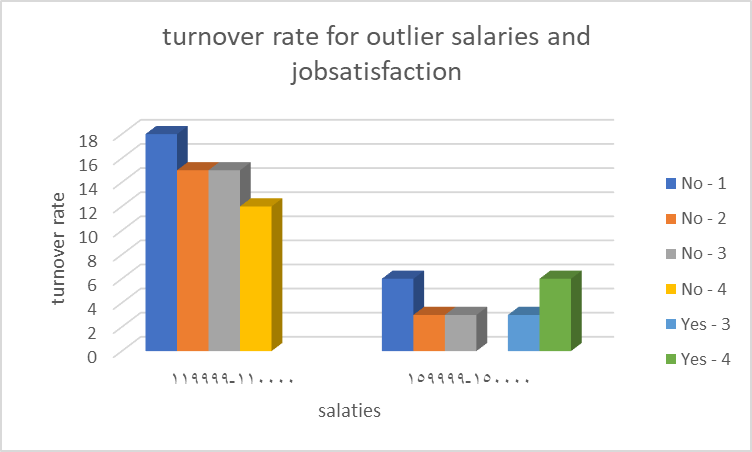 turnover rate for outlier salaries and
jobsatisfaction
turnover rate
18
16
14
12
10
8
6
4
2
0
١١٩٩٩٩-١١٠٠٠٠
١٥٩٩٩٩-١٥٠٠٠٠
salaties
No - 1
No - 2
No - 3
No - 4
Yes - 3
Yes - 4